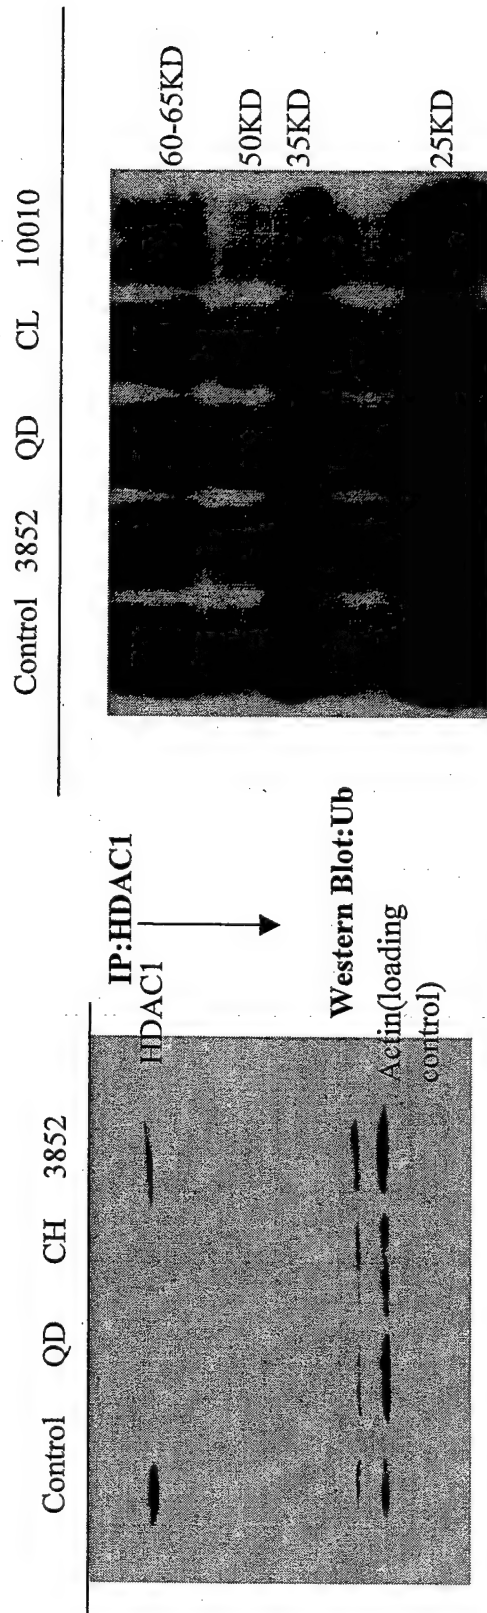 Control QD CH 3852
HDAC1
Actin(loading
control)
IP:HDAC1
Western Blot:Ub
Control 3852 QD CL 10010
60-65KD
50KD
35KD
25KD